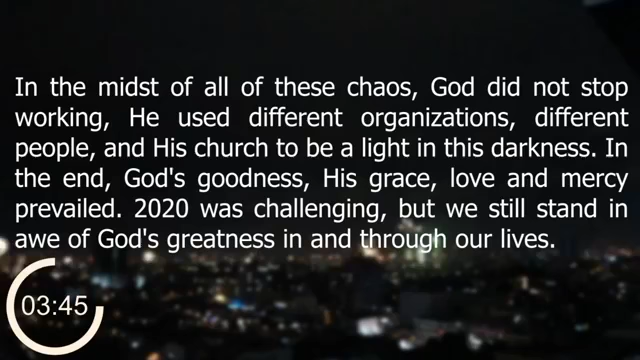 In the midst of all of these chaos, God did not stop
working, He used different organizations, different
people, and His church to be a light in this darkness. In
the end, God's goodness, His grace, love and mercy
prevailed. 2020 was challenging, but we still stand in
awe of God's greatness in and through our lives.
03:45